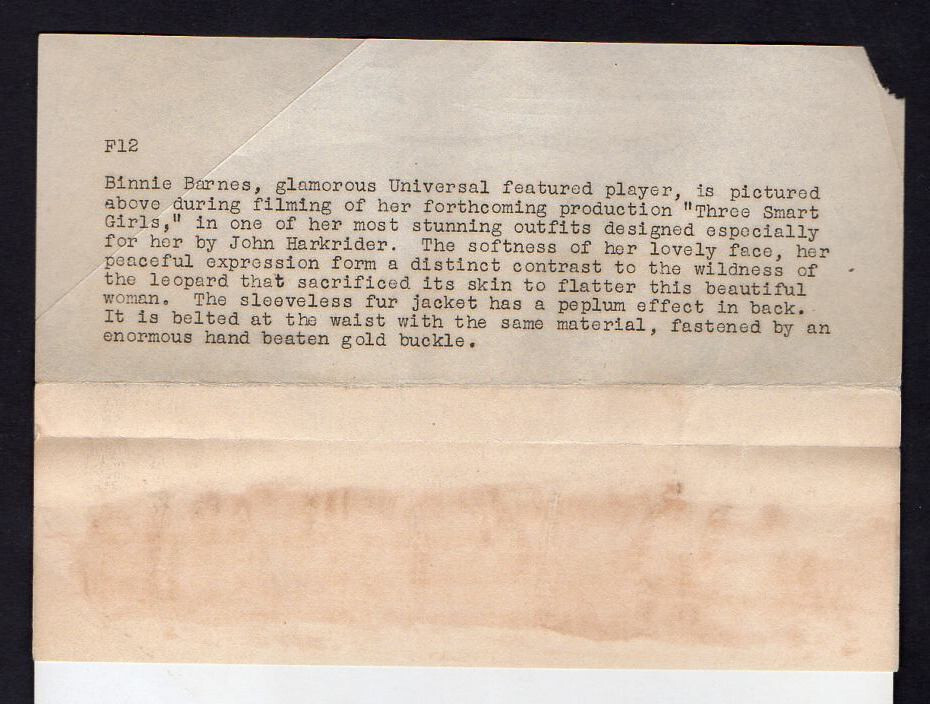 F12
Binnie Barnes, glamorous Universal featured player, is pictured
above during filming of her forthcoming production "Three Smart
Girls," in one of her most stunning outfits designed especially
for her by John Harkrider.  The softness of her lovely face, her
peaceful expression form a distinct contrast to the wildness of
the leopard that sacrificed its skin to flatter this beautiful
woman.  The sleeveless fur jacket has a peplum effect in back.
It is belted at the waist with the same material, fastened by an
enormous hand beaten gold buckle.